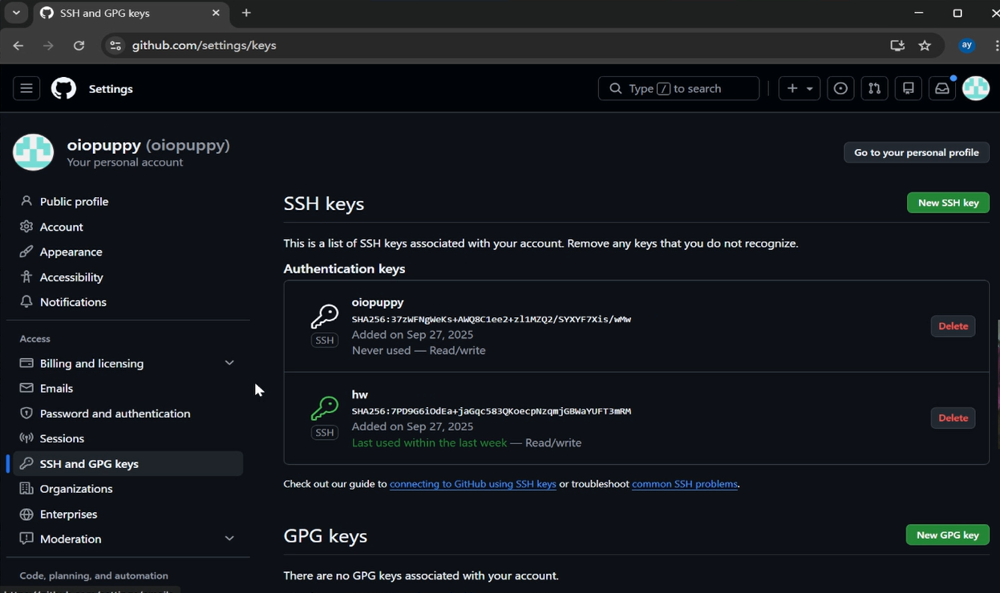 SSH and GPG keys
github.com/settings/keys
ay
Settings
Type / to search
oiopuppy (oiopuppy)
Your personal account
Go to your personal profile
Public profile
Account
Appearance
Accessibility
Notifications
Access
Billing and licensing
Emails
Password and authentication
Sessions
SSH and GPG keys
Organizations
Enterprises
Moderation
Code, planning, and automation
SSH keys
New SSH key
This is a list of SSH keys associated with your account. Remove any keys that you do not recognize.
Authentication keys
oiopuppy
SHA256:37zWFNgWeKs+AWQ8C1ee2+zl1MZQ2/SYXYF7Xis/wMw
SSH
Added on Sep 27, 2025
Never used — Read/write
Delete
hw
SHA256:7PD9G6iOdEa+jaGqc583QKoecpNzqmjGBWaYUFT3mRM
SSH
Added on Sep 27, 2025
Last used within the last week — Read/write
Delete
Check out our guide to connecting to GitHub using SSH keys or troubleshoot common SSH problems.
GPG keys
New GPG key
There are no GPG keys associated with your account.